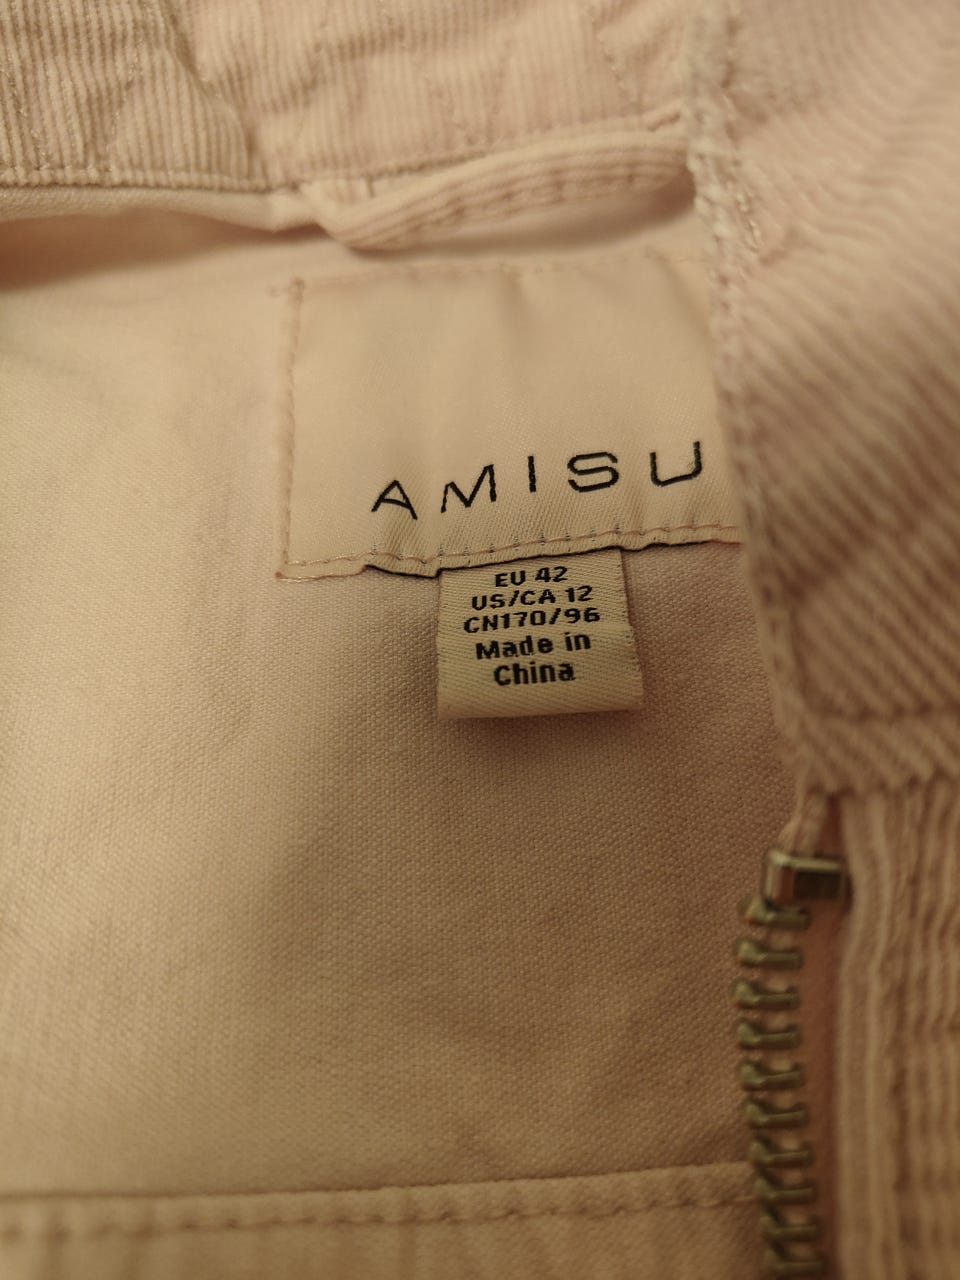 AMISU
EU 42
US/CA 12
CN170/96
Made in
China